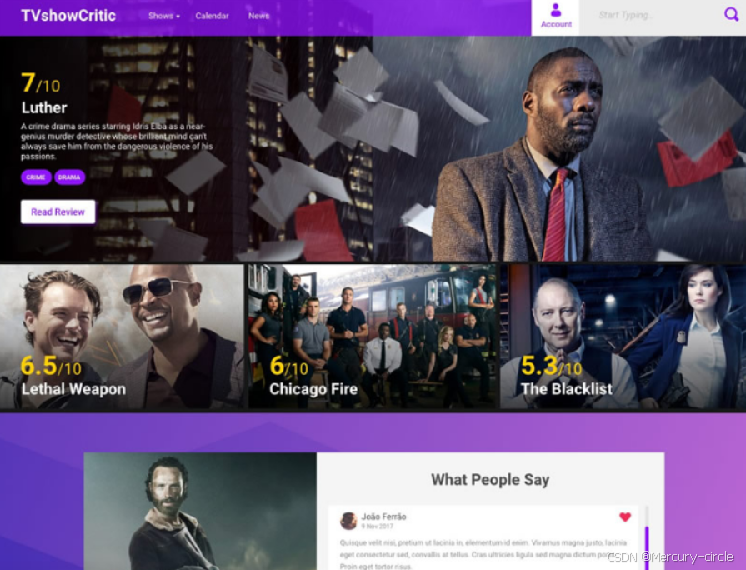 TVshowCritic
Shows
Calendar
News
Account
Start Typing...
7/10
Luther
A crime drama series starring Idris Elba as a near-
genius murder detective whose brilliant mind can't
always save him from the dangerous violence of his
passions.
CRIME
DRAMA
Read Review
6.5/10
Lethal Weapon
6/10
Chicago Fire
5.3/10
The Blacklist
What People Say
João Ferrão
9 Nov 2017
Quisque velit nisi, pretium ut lacinia in, elementum id enim. Vivamus magna justo, lacinia
eget consectetur sed, convallis at tellus. Cras ultricies ligula sed magna dictum porta.
Proin eget tortor risus.
CSDN @Mercury-circle